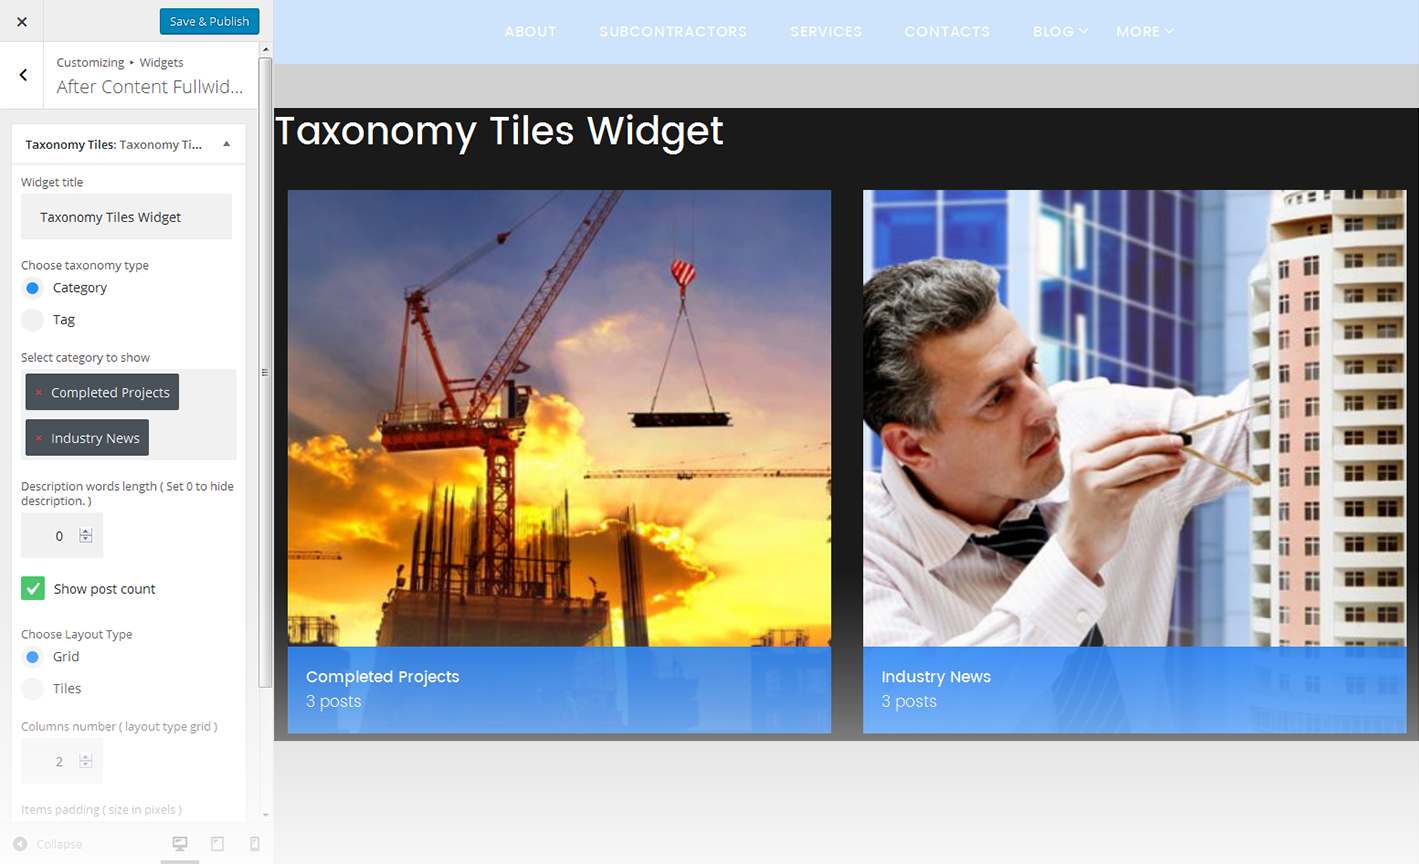 Save & Publish
ABOUT SUBCONTRACTORS SERVICES CONTACTS BLOG MORE
Customizing ▸ Widgets
After Content Fullwid...
Taxonomy Tiles: Taxonomy Ti...
Widget title
Taxonomy Tiles Widget
Choose taxonomy type
Category
Tag
Select category to show
× Completed Projects
× Industry News
Description words length ( Set 0 to hide
description. )
0
Show post count
Choose Layout Type
Grid
Tiles
Columns number ( layout type grid )
2
Items padding ( size in pixels )
Collapse
Taxonomy Tiles Widget
Completed Projects
3 posts
Industry News
3 posts